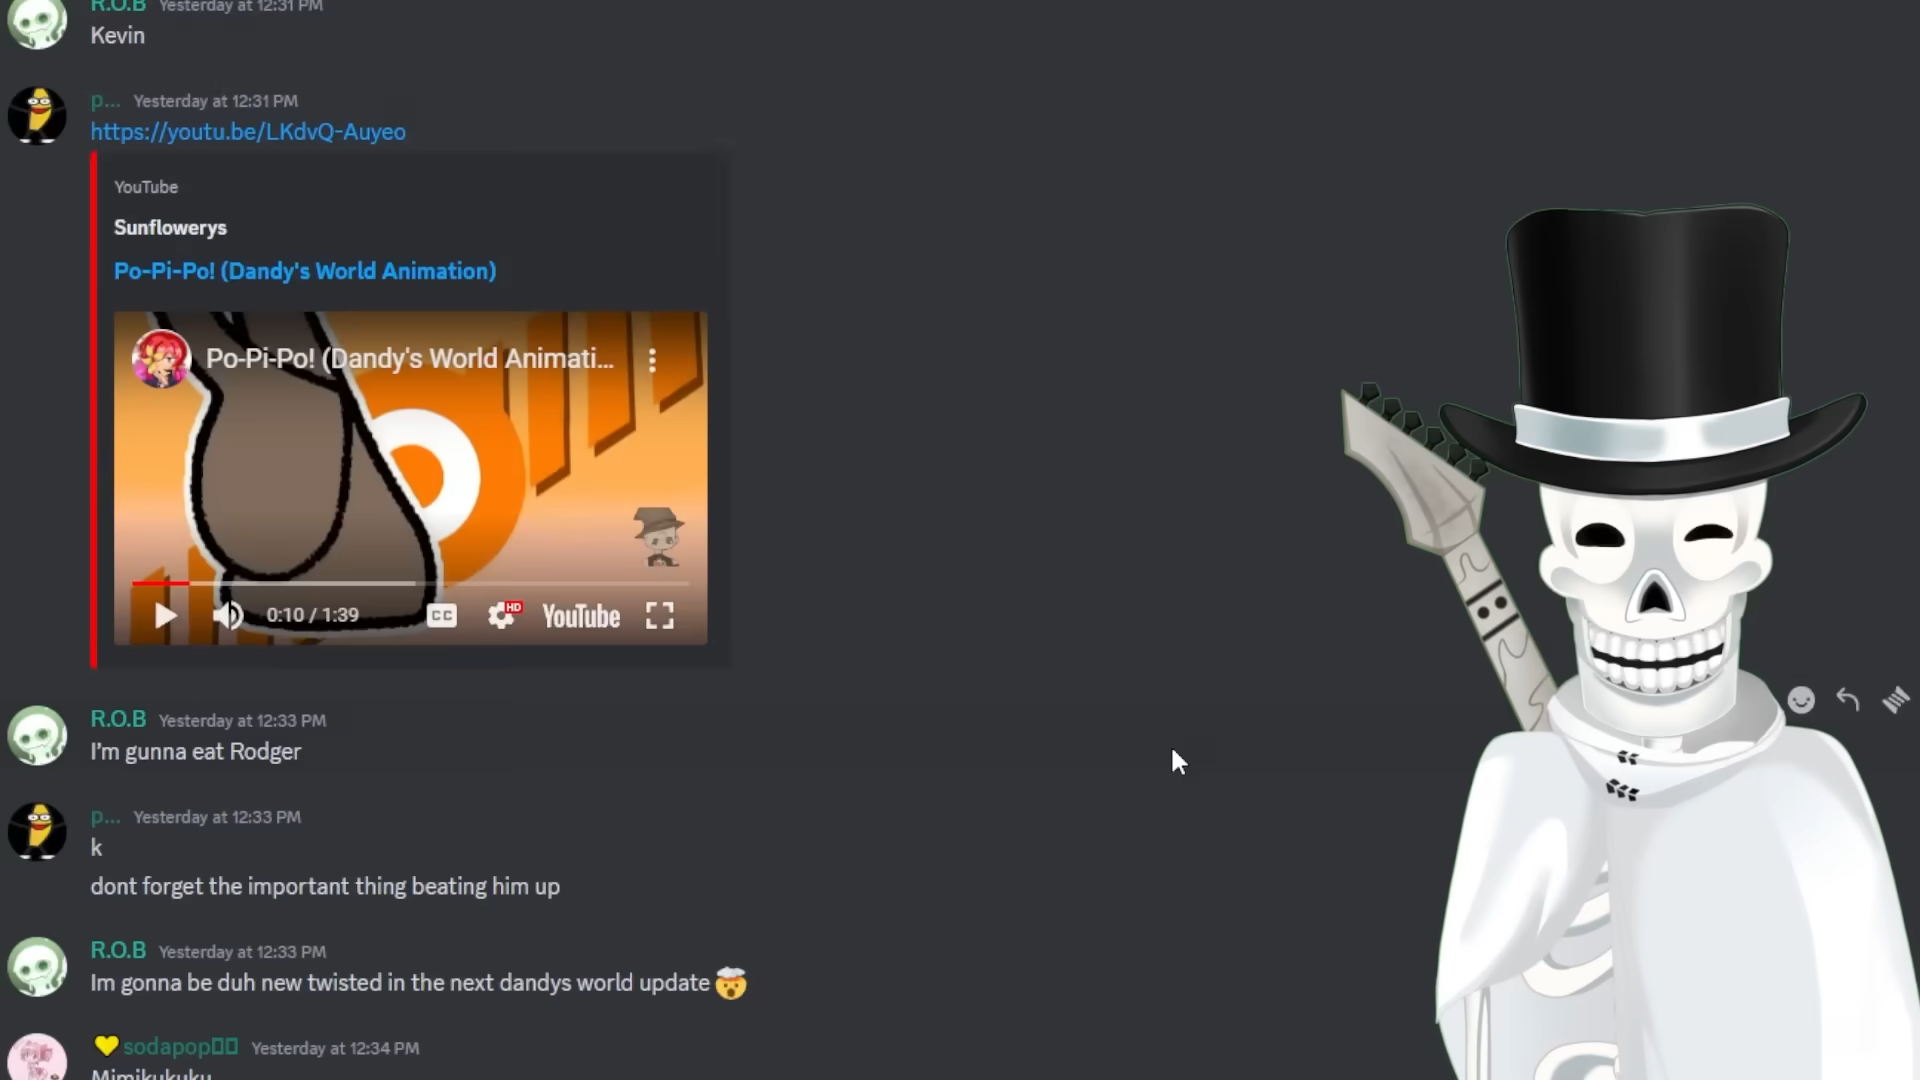 R.O.B Yesterday at 12:31 PM
Kevin
p... Yesterday at 12:31 PM
https://youtu.be/LKdvQ-Auyeo
YouTube
Sunflowerys
Po-Pi-Po! (Dandy's World Animation)
Po-Pi-Po! (Dandy's World Animati...
0:10 / 1:39
CC
HD
YouTube
R.O.B Yesterday at 12:33 PM
I'm gunna eat Rodger
p... Yesterday at 12:33 PM
k
dont forget the important thing beating him up
R.O.B Yesterday at 12:33 PM
Im gonna be duh new twisted in the next dandys world update 🤯
💛sodapop Yesterday at 12:34 PM
Mimikukuku